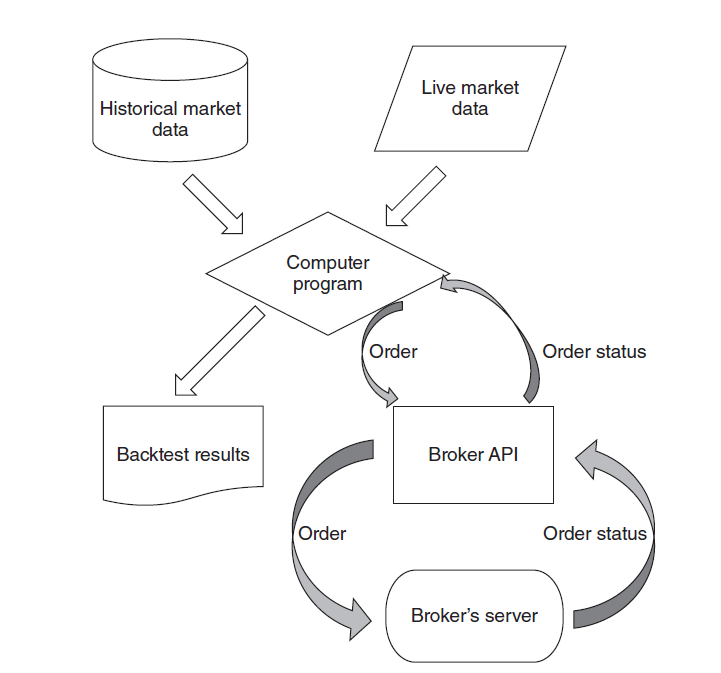 Historical market
data
Live market
data
Computer
program
Order
Order status
Backtest results
Broker API
Order
Order status
Broker's server